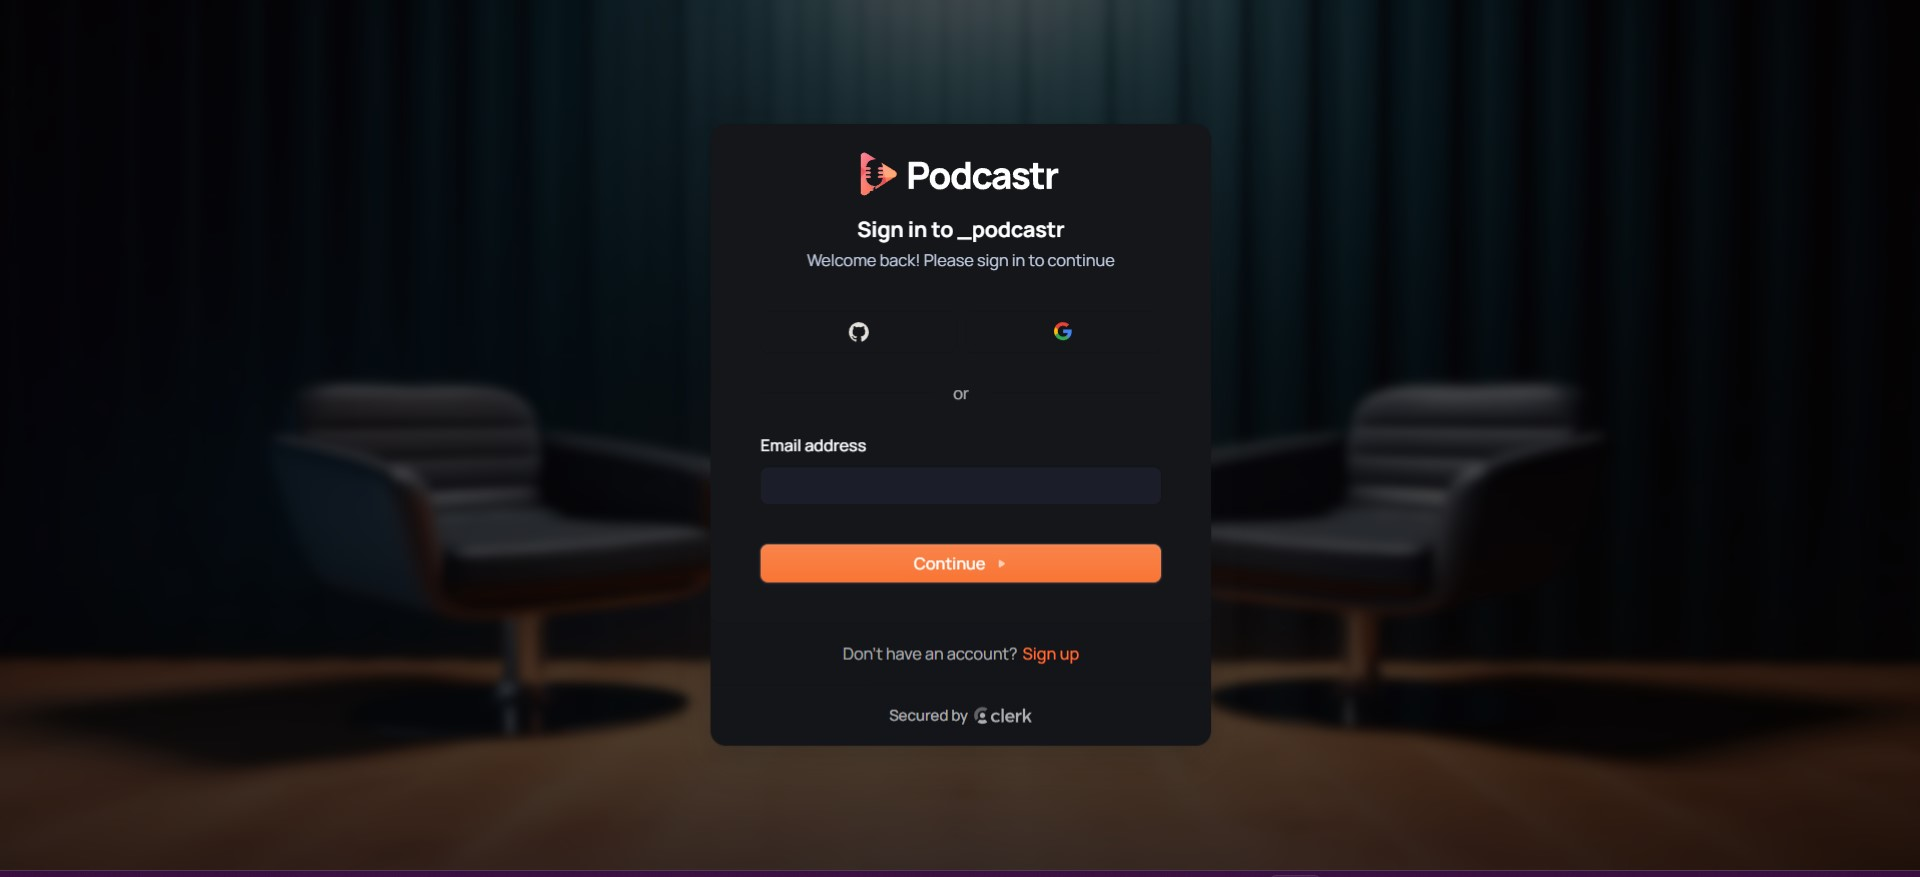 Podcastr
Sign in to _podcastr
Welcome back! Please sign in to continue
or
Email address
Continue
Don't have an account? Sign up
Secured by clerk